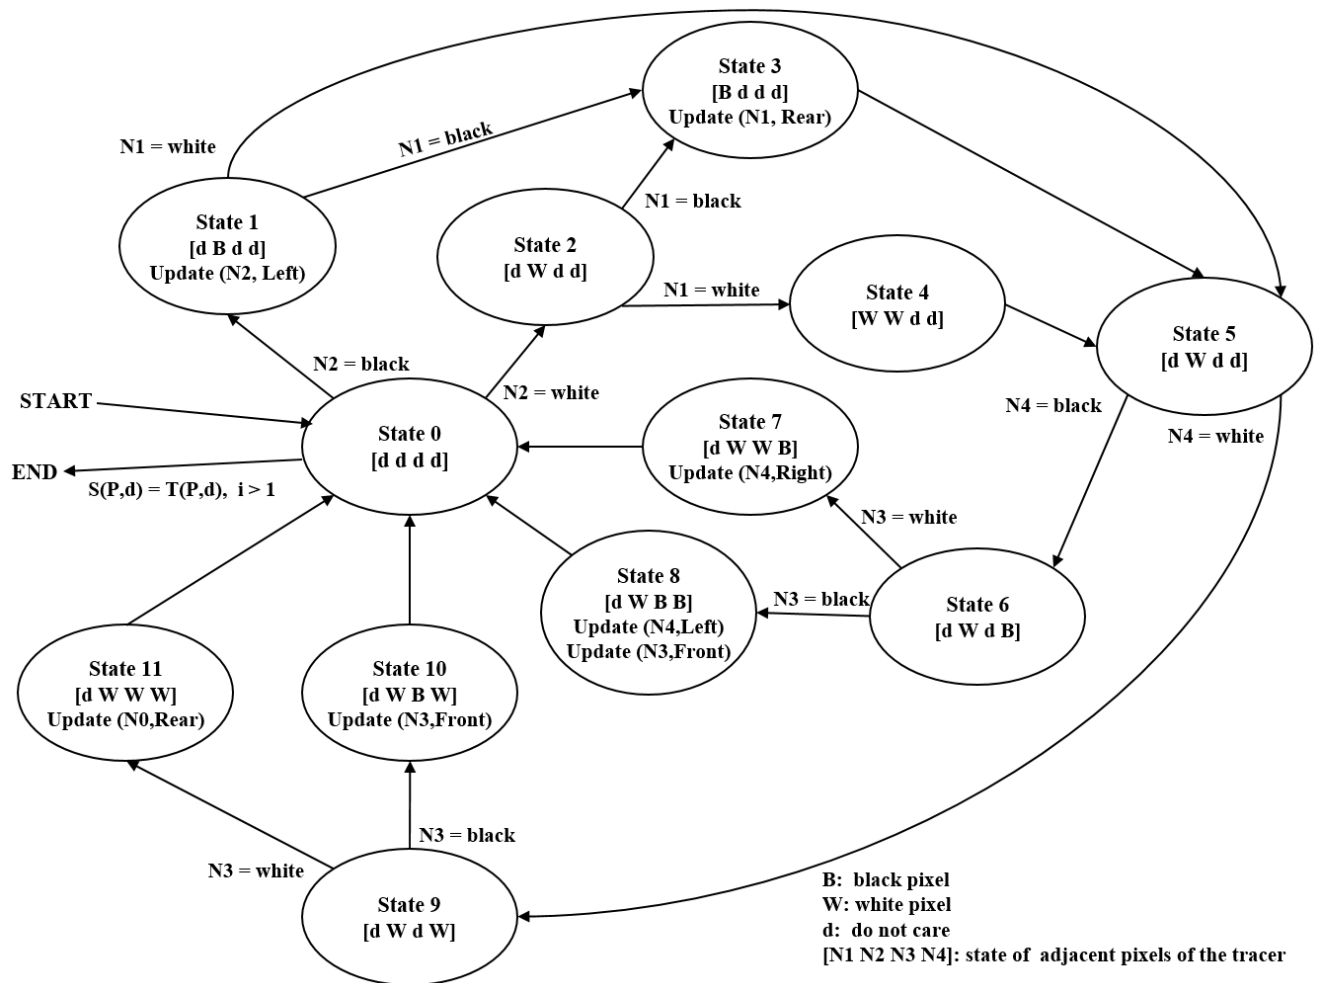 State 3
[B d d d]
Update (N1, Rear)
N1 = white
N1 = black
State 1
[d B d d]
Update (N2, Left)
N1 = black
State 2
[d W d d]
N1 = white
State 4
[W W d d]
State 5
[d W d d]
N2 = black
N2 = white
START
State 0
[d d d d]
END
S(P,d) = T(P,d), i > 1
N4 = black
N4 = white
State 7
[d W W B]
Update (N4,Right)
N3 = white
State 8
[d W B B]
Update (N4,Left)
Update (N3,Front)
N3 = black
State 6
[d W d B]
State 11
[d W W W]
Update (N0,Rear)
State 10
[d W B W]
Update (N3,Front)
N3 = black
N3 = white
State 9
[d W d W]
B: black pixel
W: white pixel
d: do not care
[N1 N2 N3 N4]: state of adjacent pixels of the tracer